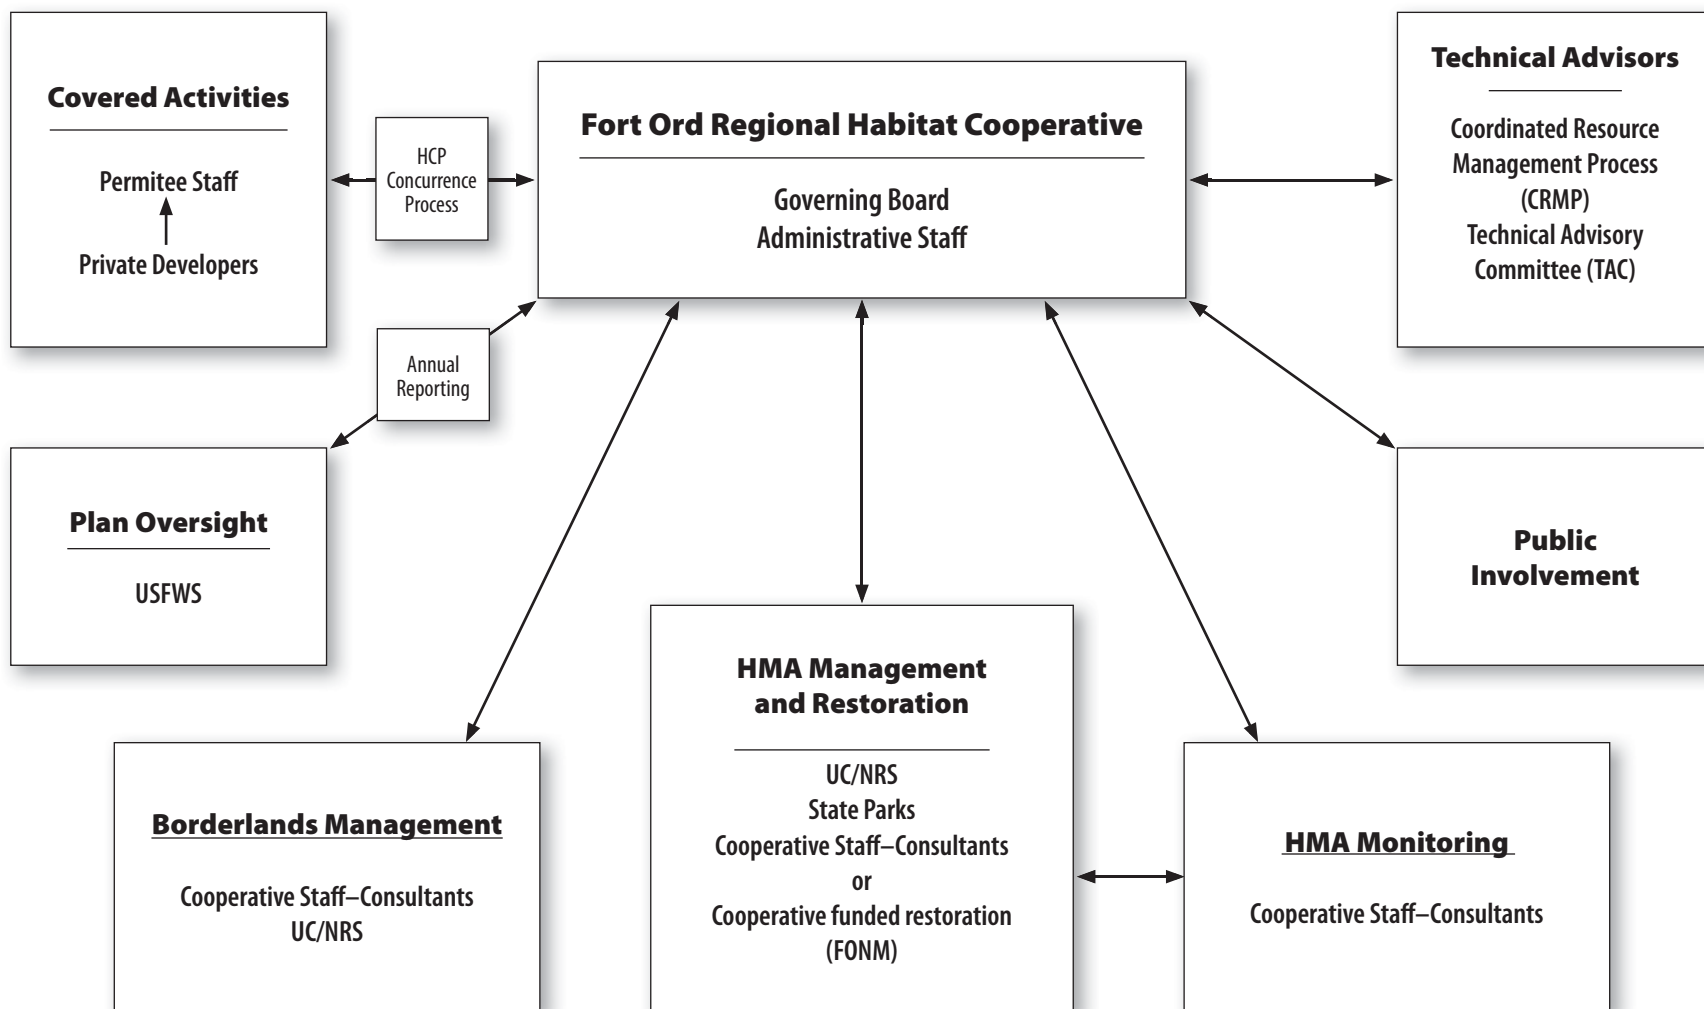 Covered Activities
Permitee Staff
Private Developers
HCP
Concurrence
Process
Fort Ord Regional Habitat Cooperative
Governing Board
Administrative Staff
Technical Advisors
Coordinated Resource
Management Process
(CRMP)
Technical Advisory
Committee (TAC)
Annual
Reporting
Plan Oversight
USFWS
Public
Involvement
Borderlands Management
Cooperative Staff–Consultants
UC/NRS
HMA Management
and Restoration
UC/NRS
State Parks
Cooperative Staff–Consultants
or
Cooperative funded restoration
(FONM)
HMA Monitoring
Cooperative Staff–Consultants